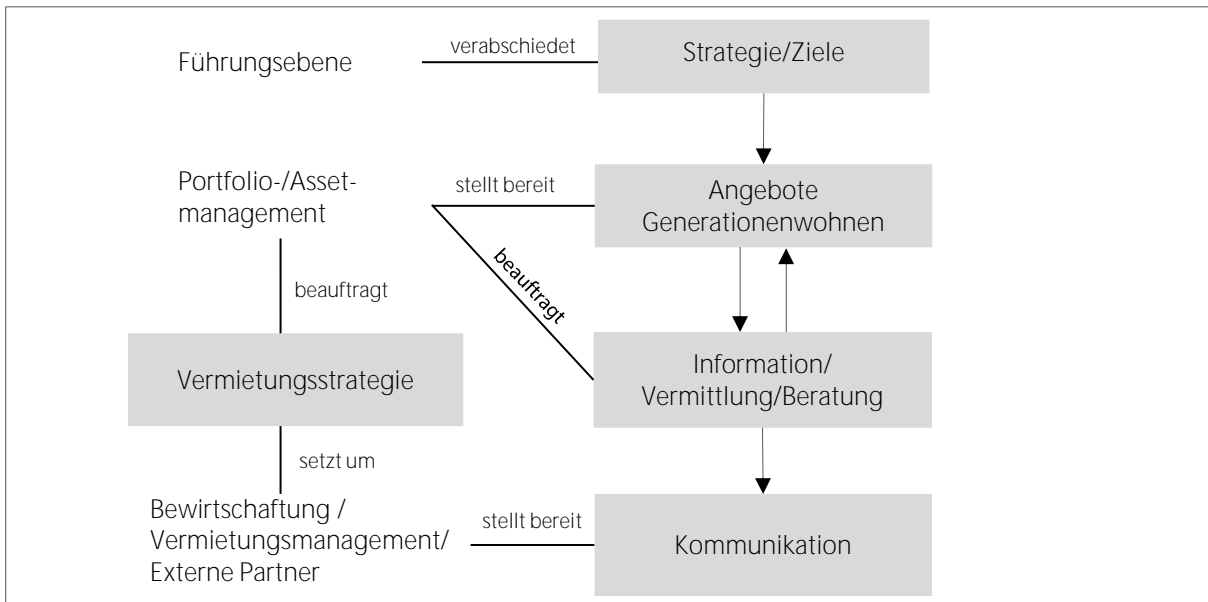 Führungsebene
verabschiedet
Strategie/Ziele
Portfolio-/Asset-
management
stellt bereit
Angebote
Generationenwohnen
beauftragt
beauftragt
Vermietungsstrategie
Information/
Vermittlung/Beratung
setzt um
Bewirtschaftung /
Vermietungsmanagement/
Externe Partner
stellt bereit
Kommunikation